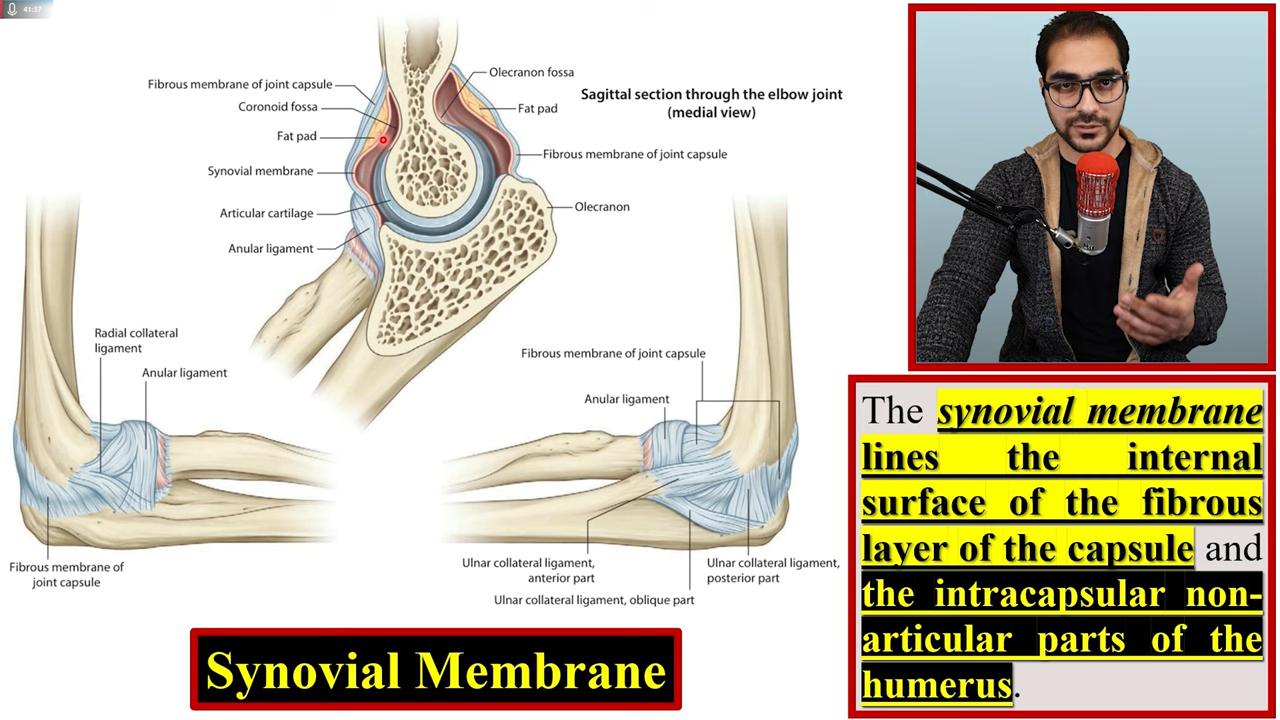 41:37
Fibrous membrane of joint capsule
Coronoid fossa
Fat pad
Synovial membrane
Articular cartilage
Anular ligament
Olecranon fossa
Fat pad
Fibrous membrane of joint capsule
Olecranon
Sagittal section through the elbow joint
(medial view)
Radial collateral
ligament
Anular ligament
Fibrous membrane of
joint capsule
Fibrous membrane of joint capsule
Anular ligament
Ulnar collateral ligament,
anterior part
Ulnar collateral ligament,
posterior part
Ulnar collateral ligament, oblique part
Synovial Membrane
The synovial membrane
lines the internal
surface of the fibrous
layer of the capsule and
the intracapsular non-
articular parts of the
humerus.